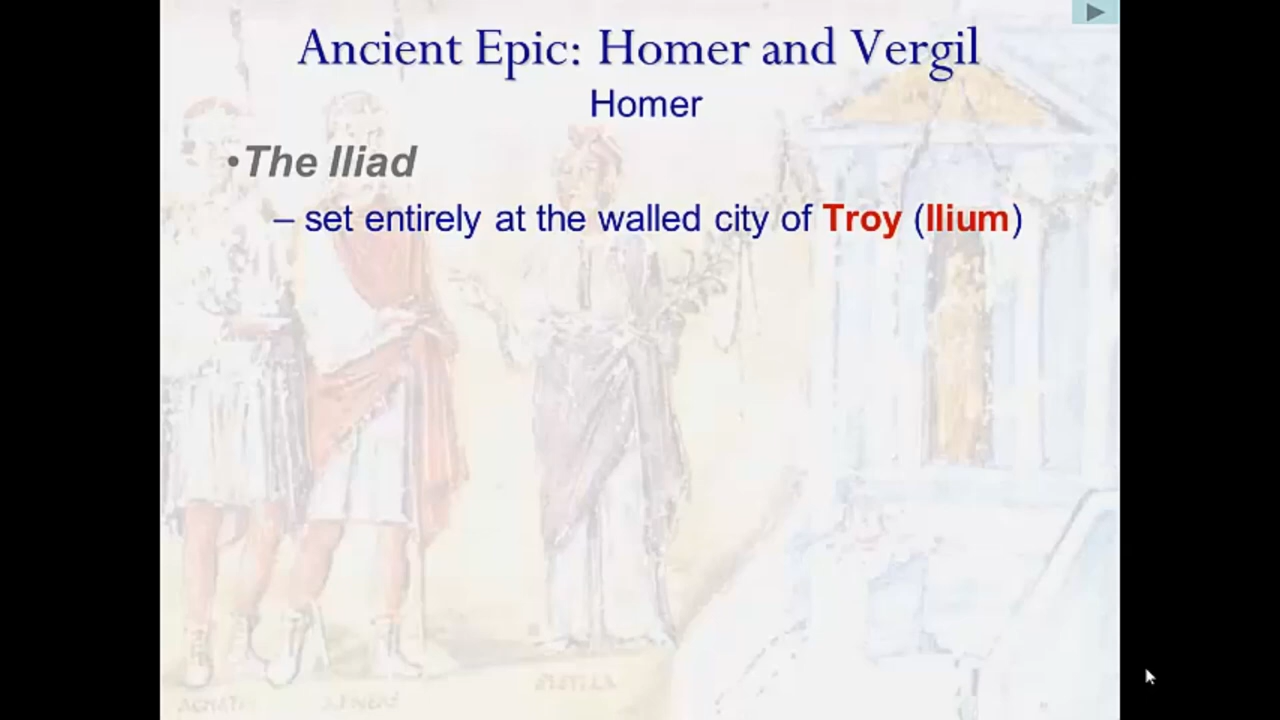 Ancient Epic: Homer and Vergil
Homer
•The Iliad
– set entirely at the walled city of Troy (Ilium)